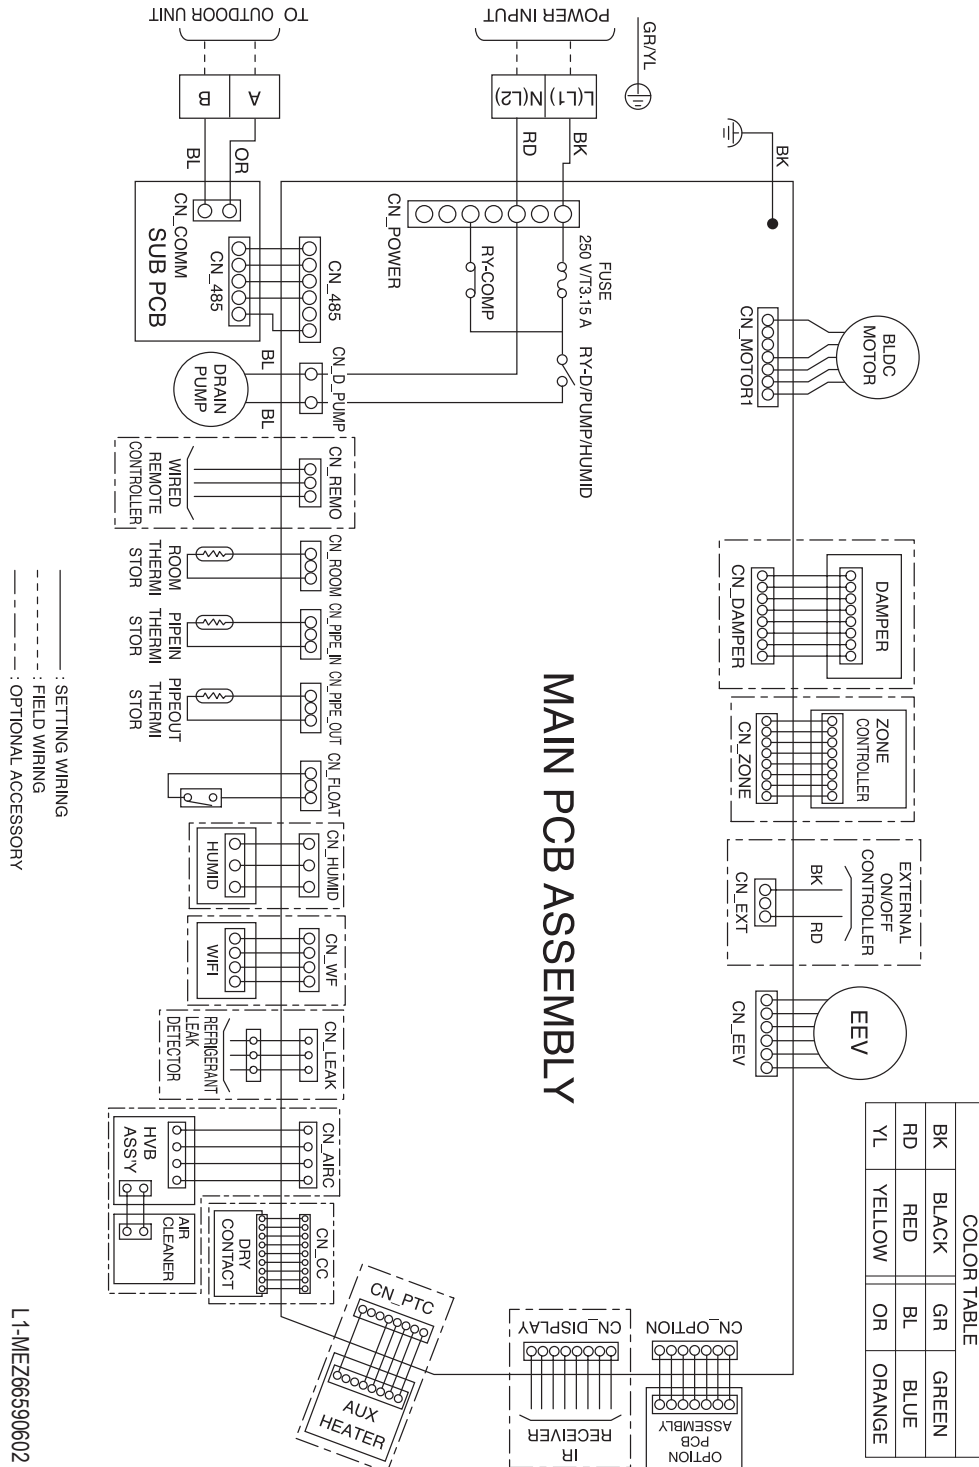 TO OUTDOOR UNIT
POWER INPUT
GR/YL
B
A
N(L2)
L(L1)
BL
OR
RD
BK
BK
CN_COMM
SUB PCB
CN_485
CN_485
CN_POWER
RY-COMP
FUSE
250 V/T3.15 A
RY-D/PUMP/HUMID
BLDC
MOTOR
CN_MOTOR1
DRAIN
PUMP
BL
BL
CN_D_PUMP
WIRED
REMOTE
CONTROLLER
CN_REMO
ROOM
THERMI
STOR
CN_ROOM
PIPEIN
THERMI
STOR
CN_PIPE_IN
PIPEOUT
THERMI
STOR
CN_PIPE_OUT
CN_FLOAT
HUMID
CN_HUMID
WIFI
CN_WF
REFRIGERANT
LEAK
DETECTOR
CN_LEAK
HVB
ASS'Y
CN_AIRC
AIR
CLEANER
DRY
CONTACT
CN_CC
CN_PTC
AUX
HEATER
CN_DISPLAY
IR
RECEIVER
CN_OPTION
OPTION
PCB
ASSEMBLY
MAIN PCB ASSEMBLY
DAMPER
CN_DAMPER
ZONE
CONTROLLER
CN_ZONE
EXTERNAL
ON/OFF
CONTROLLER
BK
RD
CN_EXT
EEV
CN_EEV
COLOR TABLE
BK BLACK GR GREEN
RD RED BL BLUE
YL YELLOW OR ORANGE
: SETTING WIRING
: FIELD WIRING
: OPTIONAL ACCESSORY
L1-MEZ66590602